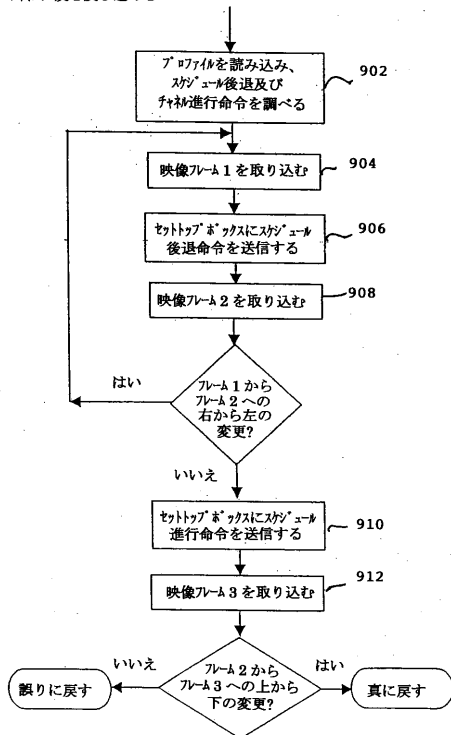 プロファイルを読み込み、
スケジュール後退及び
チャネル進行命令を調べる
902
映像フレーム1を取り込む
904
セットトップボックスにスケジュール
後退命令を送信する
906
映像フレーム2を取り込む
908
フレーム1から
フレーム2への
右から左の
変更?
はい
いいえ
セットトップボックスにスケジュール
進行命令を送信する
910
映像フレーム3を取り込む
912
フレーム2から
フレーム3への上から
下の変更?
いいえ
はい
誤りに戻す
真に戻す